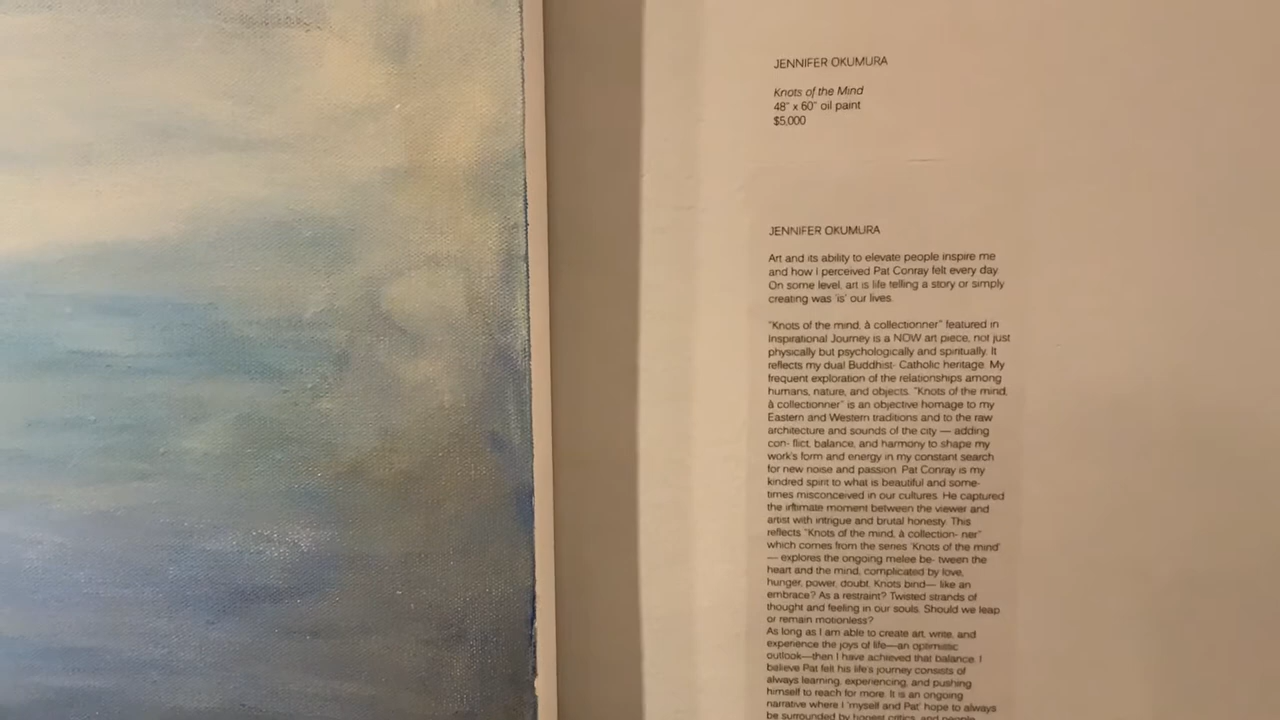 JENNIFER OKUMURA
Knots of the Mind
48" x 60" oil paint
$5,000
JENNIFER OKUMURA
Art and its ability to elevate people inspire me
and how I perceived Pat Conray felt every day
On some level, art is life telling a story or simply
creating was 'is' our lives.
"Knots of the mind, à collectionner" featured in
Inspirational Journey is a NOW art piece, not just
physically but psychologically and spiritually. It
reflects my dual Buddhist- Catholic heritage. My
frequent exploration of the relationships among
humans, nature, and objects. "Knots of the mind,
à collectionner" is an objective homage to my
Eastern and Western traditions and to the raw
architecture and sounds of the city — adding
con- flict, balance, and harmony to shape my
work's form and energy in my constant search
for new noise and passion. Pat Conray is my
kindred spirit to what is beautiful and some-
times misconceived in our cultures. He captured
the intimate moment between the viewer and
artist with intrigue and brutal honesty. This
reflects "Knots of the mind, à collection- ner"
which comes from the series 'Knots of the mind'
— explores the ongoing melee be- tween the
heart and the mind, complicated by love,
hunger, power, doubt. Knots bind— like an
embrace? As a restraint? Twisted strands of
thought and feeling in our souls. Should we leap
or remain motionless?
As long as I am able to create art, write, and
experience the joys of life—an optimistic
outlook—then I have achieved that balance. I
believe Pat felt his life's journey consists of
always learning, experiencing, and pushing
himself to reach for more. It is an ongoing
narrative where I 'myself and Pat' hope to always
be surrounded by honest critics, and people